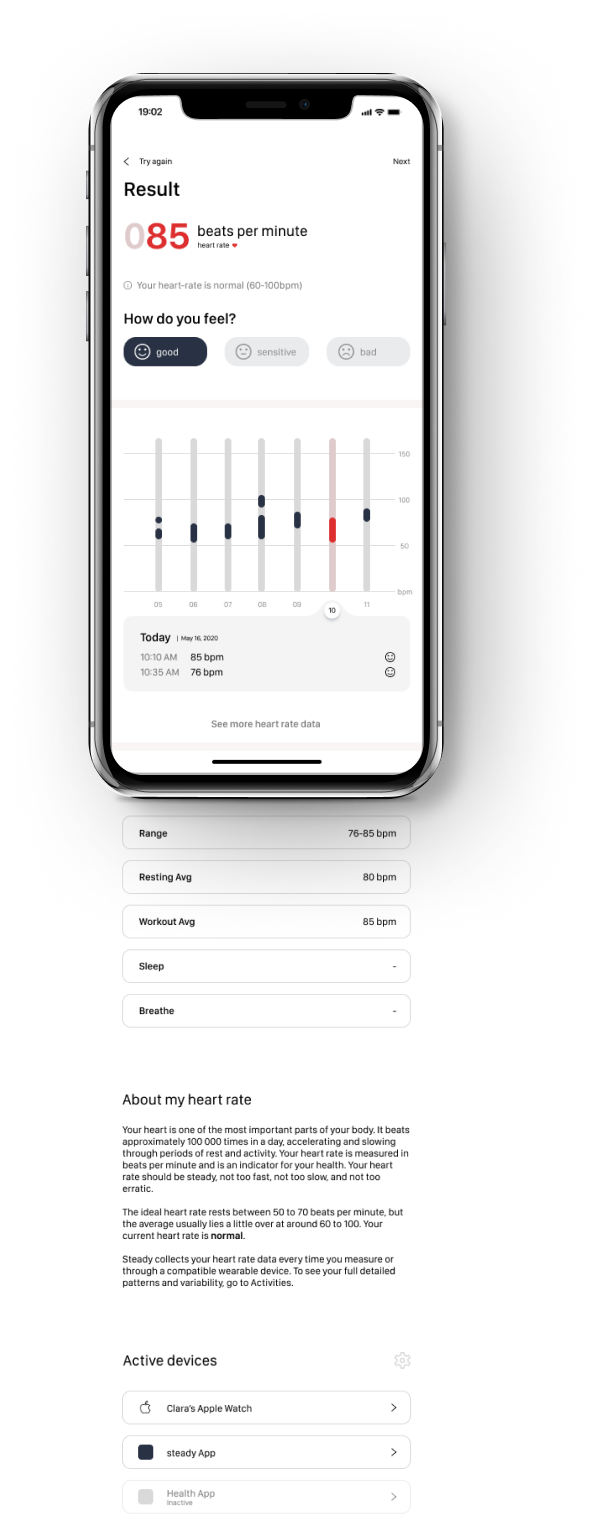 19:02
Try again
Next
Result
085 beats per minute
heart rate
Your heart-rate is normal (60-100bpm)
How do you feel?
good
sensitive
bad
150
100
50
bpm
05 06 07 08 09 10 11
Today | May 16, 2020
10:10 AM 85 bpm
10:35 AM 76 bpm
See more heart rate data
Range 76-85 bpm
Resting Avg 80 bpm
Workout Avg 85 bpm
Sleep -
Breathe -
About my heart rate
Your heart is one of the most important parts of your body. It beats
approximately 100 000 times in a day, accelerating and slowing
through periods of rest and activity. Your heart rate is measured in
beats per minute and is an indicator for your health. Your heart
rate should be steady, not too fast, not too slow, and not too
erratic.
The ideal heart rate rests between 50 to 70 beats per minute, but
the average usually lies a little over at around 60 to 100. Your
current heart rate is normal.
Steady collects your heart rate data every time you measure or
through a compatible wearable device. To see your full detailed
patterns and variability, go to Activities.
Active devices
Clara's Apple Watch
steady App
Health App
Inactive